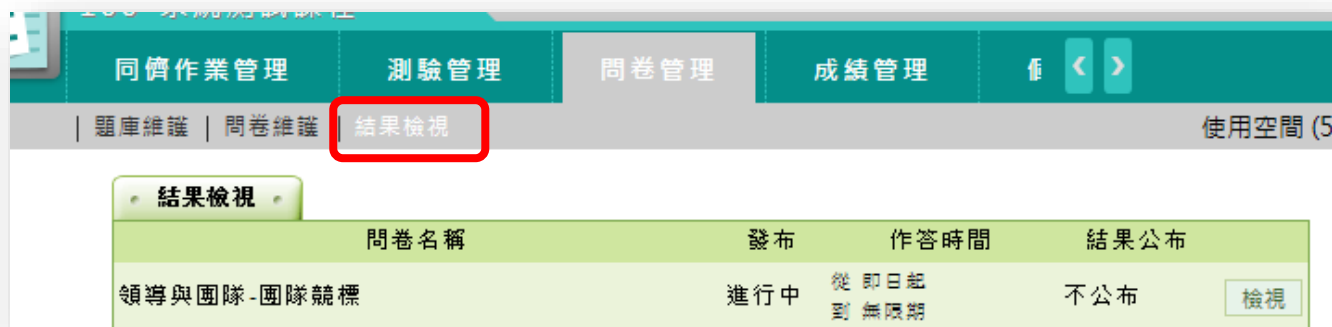 同儕作業管理 測驗管理 問卷管理 成績管理
| 題庫維護 | 問卷維護 | 結果檢視 使用空間 (5
結果檢視
問卷名稱 發布 作答時間 結果公布
領導與團隊-團隊競標 進行中 從 即日起 不公布 檢視
到 無限期